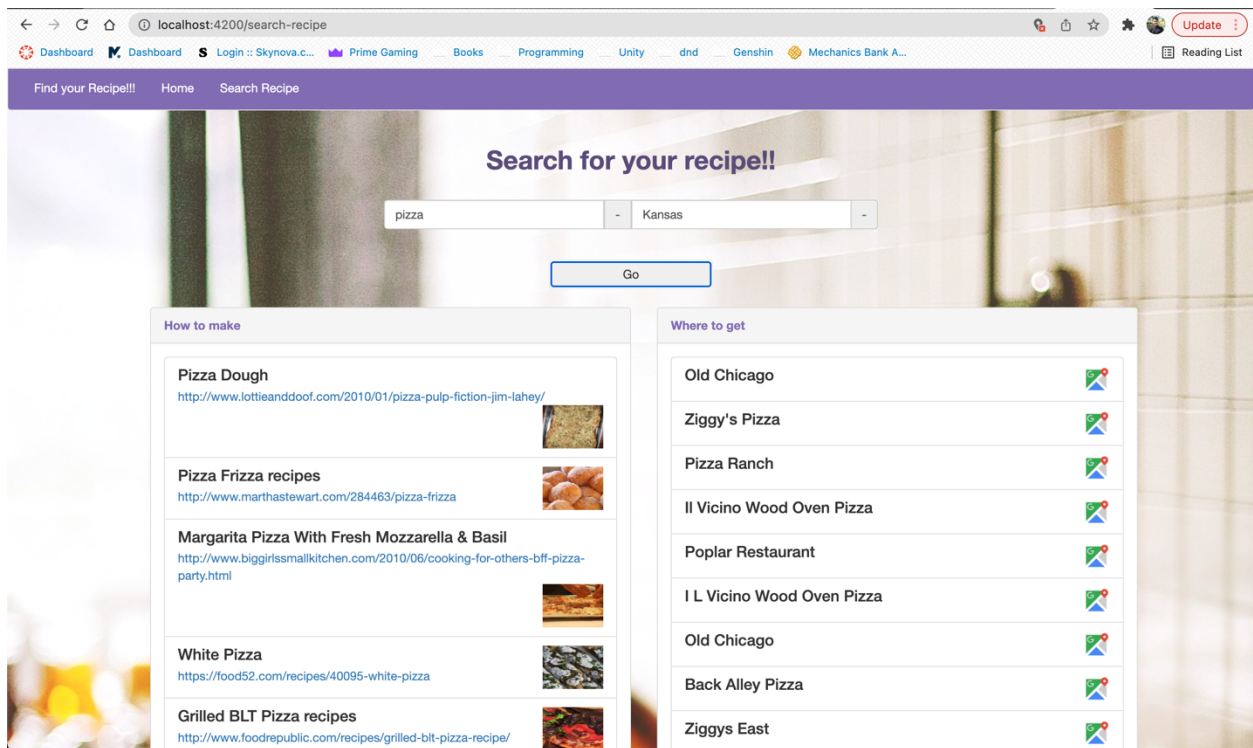 localhost:4200/search-recipe
Update
Dashboard Dashboard S Login :: Skynova.c... Prime Gaming Books Programming Unity dnd Genshin Mechanics Bank A... Reading List
Find your Recipe!!! Home Search Recipe
Search for your recipe!!
pizza - Kansas -
Go
How to make
Pizza Dough
http://www.lottieanddoof.com/2010/01/pizza-pulp-fiction-jim-lahey/
Pizza Frizza recipes
http://www.marthastewart.com/284463/pizza-frizza
Margarita Pizza With Fresh Mozzarella & Basil
http://www.biggirlssmallkitchen.com/2010/06/cooking-for-others-bff-pizza-
party.html
White Pizza
https://food52.com/recipes/40095-white-pizza
Grilled BLT Pizza recipes
http://www.foodrepublic.com/recipes/grilled-blt-pizza-recipe/
Where to get
Old Chicago
Ziggy's Pizza
Pizza Ranch
Il Vicino Wood Oven Pizza
Poplar Restaurant
I L Vicino Wood Oven Pizza
Old Chicago
Back Alley Pizza
Ziggys East